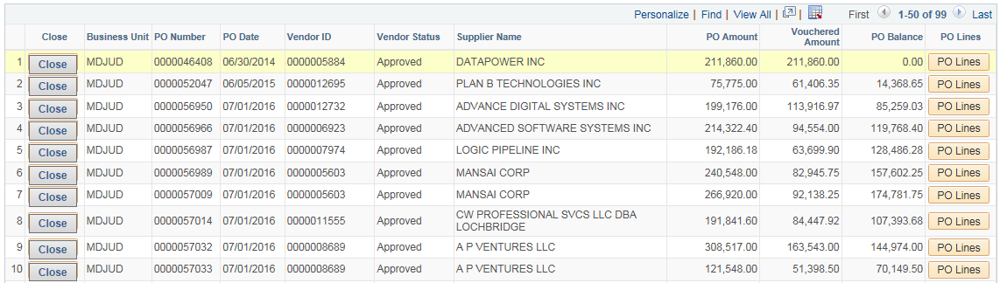 Personalize | Find | View All | | First 1-50 of 99 Last
Close Business Unit PO Number PO Date Vendor ID Vendor Status Supplier Name PO Amount Vouchered Amount PO Balance PO Lines
1 Close MDJUD 0000046408 06/30/2014 0000005884 Approved DATAPOWER INC 211,860.00 211,860.00 0.00 PO Lines
2 Close MDJUD 0000052047 06/05/2015 0000012695 Approved PLAN B TECHNOLOGIES INC 75,775.00 61,406.35 14,368.65 PO Lines
3 Close MDJUD 0000056950 07/01/2016 0000012732 Approved ADVANCE DIGITAL SYSTEMS INC 199,176.00 113,916.97 85,259.03 PO Lines
4 Close MDJUD 0000056966 07/01/2016 0000006923 Approved ADVANCED SOFTWARE SYSTEMS INC 214,322.40 94,554.00 119,768.40 PO Lines
5 Close MDJUD 0000056987 07/01/2016 0000007974 Approved LOGIC PIPELINE INC 192,186.18 63,699.90 128,486.28 PO Lines
6 Close MDJUD 0000056989 07/01/2016 0000005603 Approved MANSAI CORP 240,548.00 82,945.75 157,602.25 PO Lines
7 Close MDJUD 0000057009 07/01/2016 0000005603 Approved MANSAI CORP 266,920.00 92,138.25 174,781.75 PO Lines
8 Close MDJUD 0000057014 07/01/2016 0000011555 Approved CW PROFESSIONAL SVCS LLC DBA LOCHBRIDGE 191,841.60 84,447.92 107,393.68 PO Lines
9 Close MDJUD 0000057032 07/01/2016 0000008689 Approved A P VENTURES LLC 308,517.00 163,543.00 144,974.00 PO Lines
10 Close MDJUD 0000057033 07/01/2016 0000008689 Approved A P VENTURES LLC 121,548.00 51,398.50 70,149.50 PO Lines